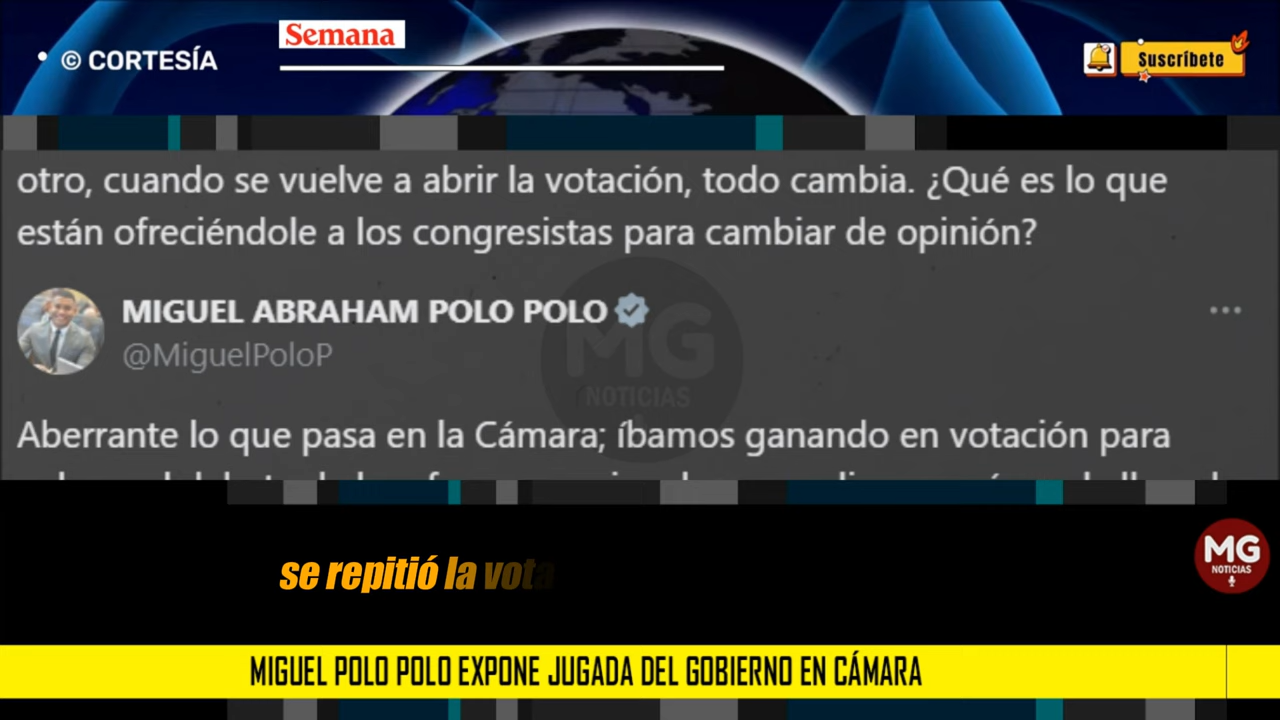 Semana
© CORTESÍA
Suscríbete
otro, cuando se vuelve a abrir la votación, todo cambia. ¿Qué es lo que
están ofreciéndole a los congresistas para cambiar de opinión?
MIGUEL ABRAHAM POLO POLO
@MiguelPoloP
MG
NOTICIAS
Aberrante lo que pasa en la Cámara; íbamos ganando en votación para
se repitió la vota
MG
NOTICIAS
MIGUEL POLO POLO EXPONE JUGADA DEL GOBIERNO EN CÁMARA